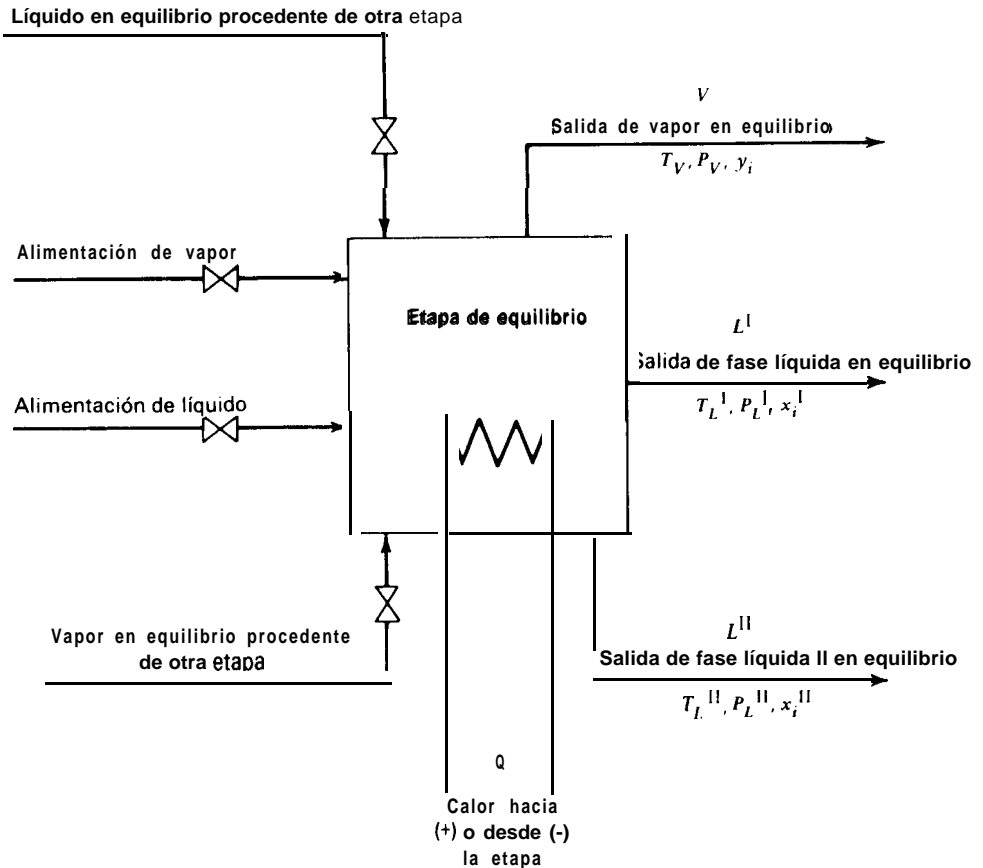 Líquido en equilibrio procedente de otra etapa
V
Salida de vapor en equilibrio
T_V, P_V, y_i
Alimentación de vapor
Etapa de equilibrio
L^I
Salida de fase líquida en equilibrio
T_L^I, P_L^I, x_i^I
Alimentación de líquido
Vapor en equilibrio procedente
de otra etapa
L^II
Salida de fase líquida II en equilibrio
T_L^II, P_L^II, x_i^II
Q
Calor hacia
(+) o desde (-)
la etapa